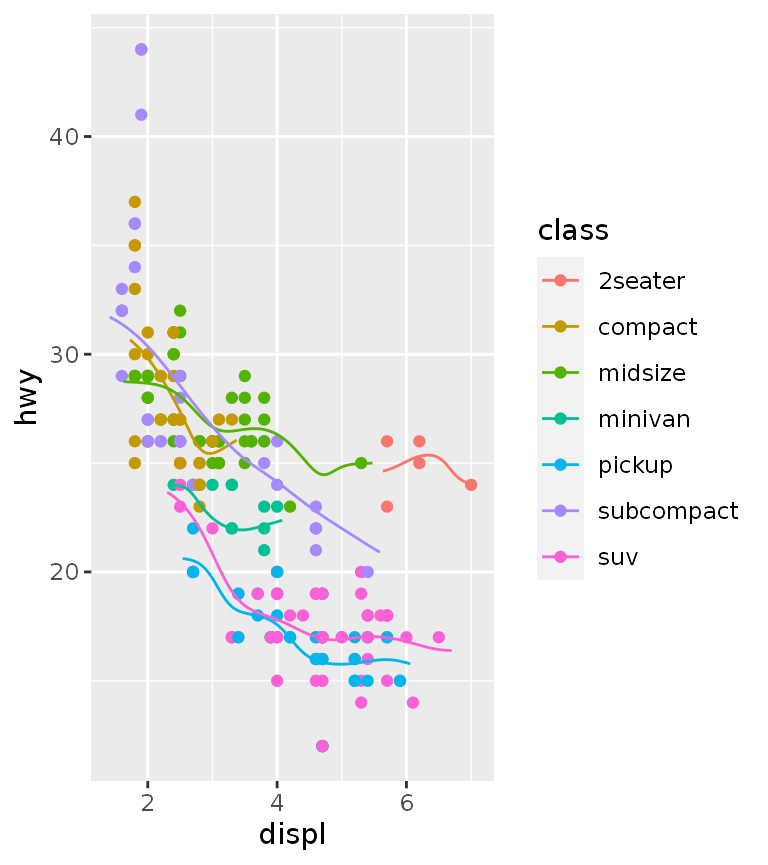 40
30
20
hwy
2 4 6
displ
class
2seater
compact
midsize
minivan
pickup
subcompact
suv